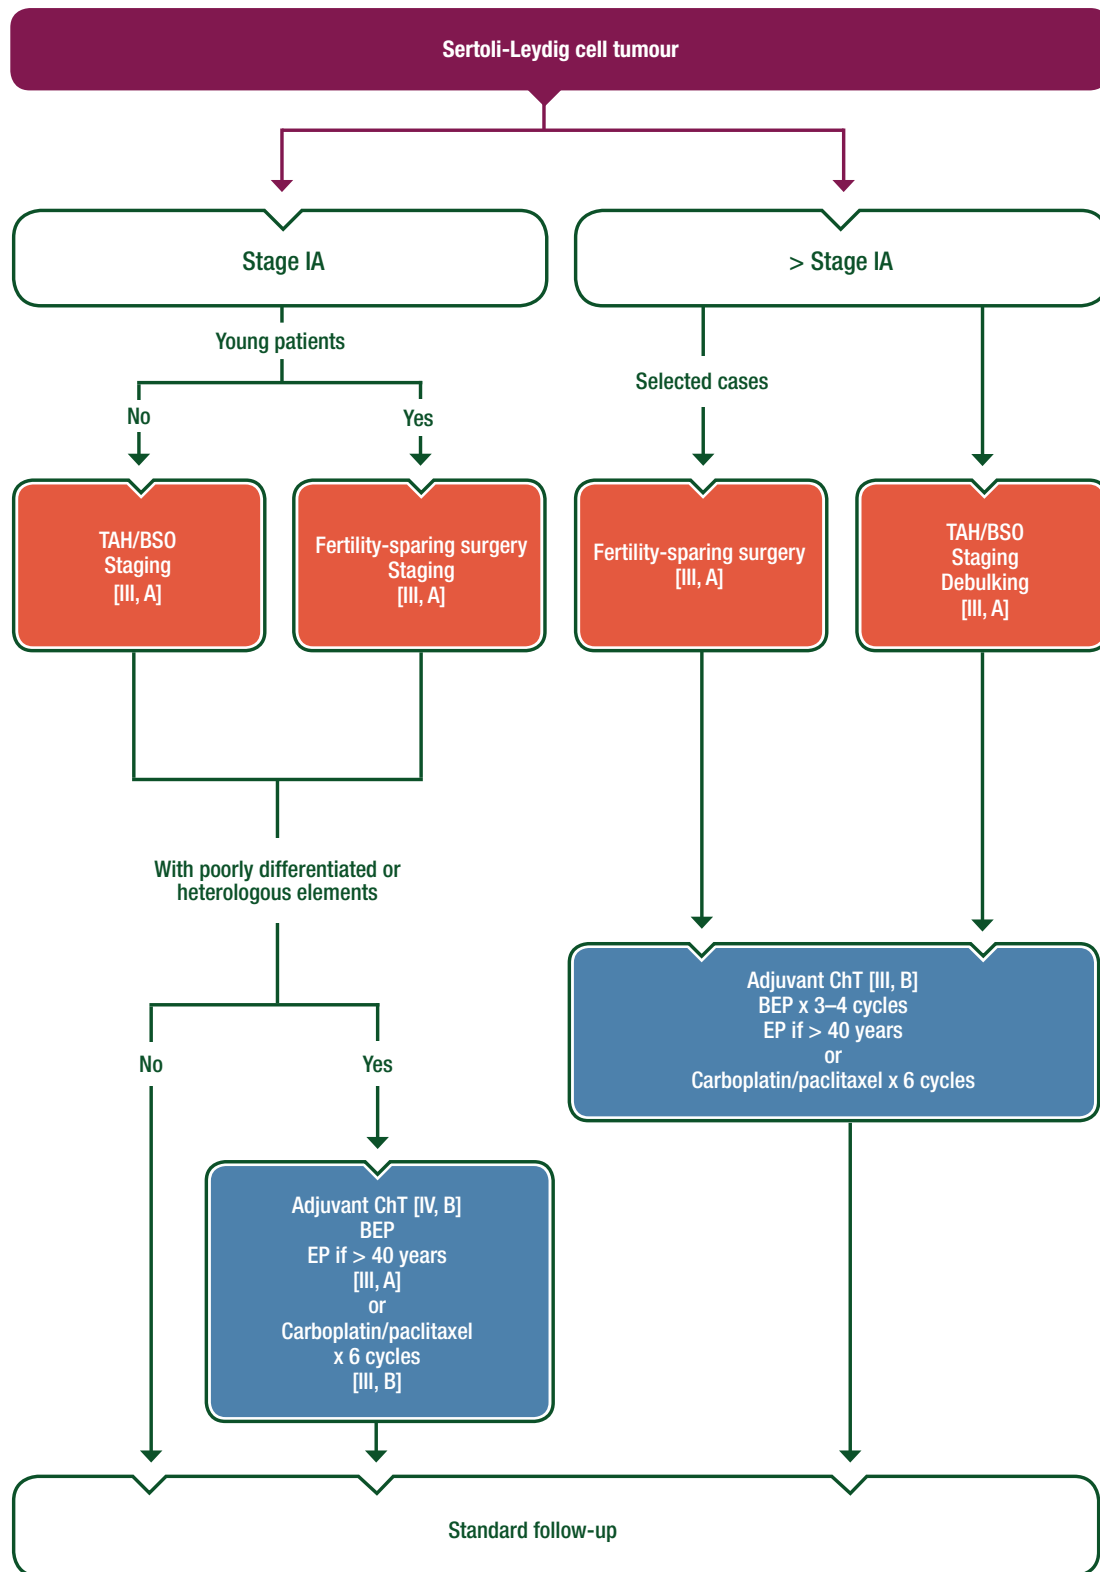 Sertoli-Leydig cell tumour
Stage IA
> Stage IA
Young patients
Selected cases
No
Yes
TAH/BSO
Staging
[III, A]
Fertility-sparing surgery
Staging
[III, A]
Fertility-sparing surgery
[III, A]
TAH/BSO
Staging
Debulking
[III, A]
With poorly differentiated or
heterologous elements
Adjuvant ChT [III, B]
BEP x 3–4 cycles
EP if > 40 years
or
Carboplatin/paclitaxel x 6 cycles
No
Yes
Adjuvant ChT [IV, B]
BEP
EP if > 40 years
[III, A]
or
Carboplatin/paclitaxel
x 6 cycles
[III, B]
Standard follow-up